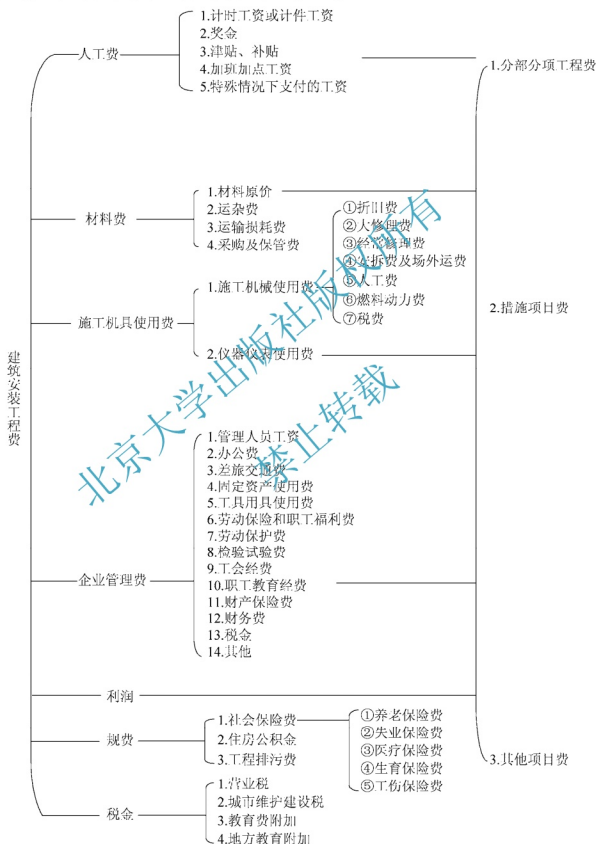 建筑安装工程费
人工费
1.计时工资或计件工资
2.奖金
3.津贴、补贴
4.加班加点工资
5.特殊情况下支付的工资
1.分部分项工程费
材料费
1.材料原价
2.运杂费
3.运输损耗费
4.采购及保管费
施工机具使用费
1.施工机械使用费
①折旧费
②大修理费
③经常修理费
④安拆费及场外运费
⑤人工费
⑥燃料动力费
⑦税费
2.仪器仪表使用费
2.措施项目费
企业管理费
1.管理人员工资
2.办公费
3.差旅交通费
4.固定资产使用费
5.工具用具使用费
6.劳动保险和职工福利费
7.劳动保护费
8.检验试验费
9.工会经费
10.职工教育经费
11.财产保险费
12.财务费
13.税金
14.其他
利润
规费
1.社会保险费
2.住房公积金
3.工程排污费
①养老保险费
②失业保险费
③医疗保险费
④生育保险费
⑤工伤保险费
3.其他项目费
税金
1.营业税
2.城市维护建设税
3.教育费附加
4.地方教育附加
北京大学出版社版权所有
禁止转载